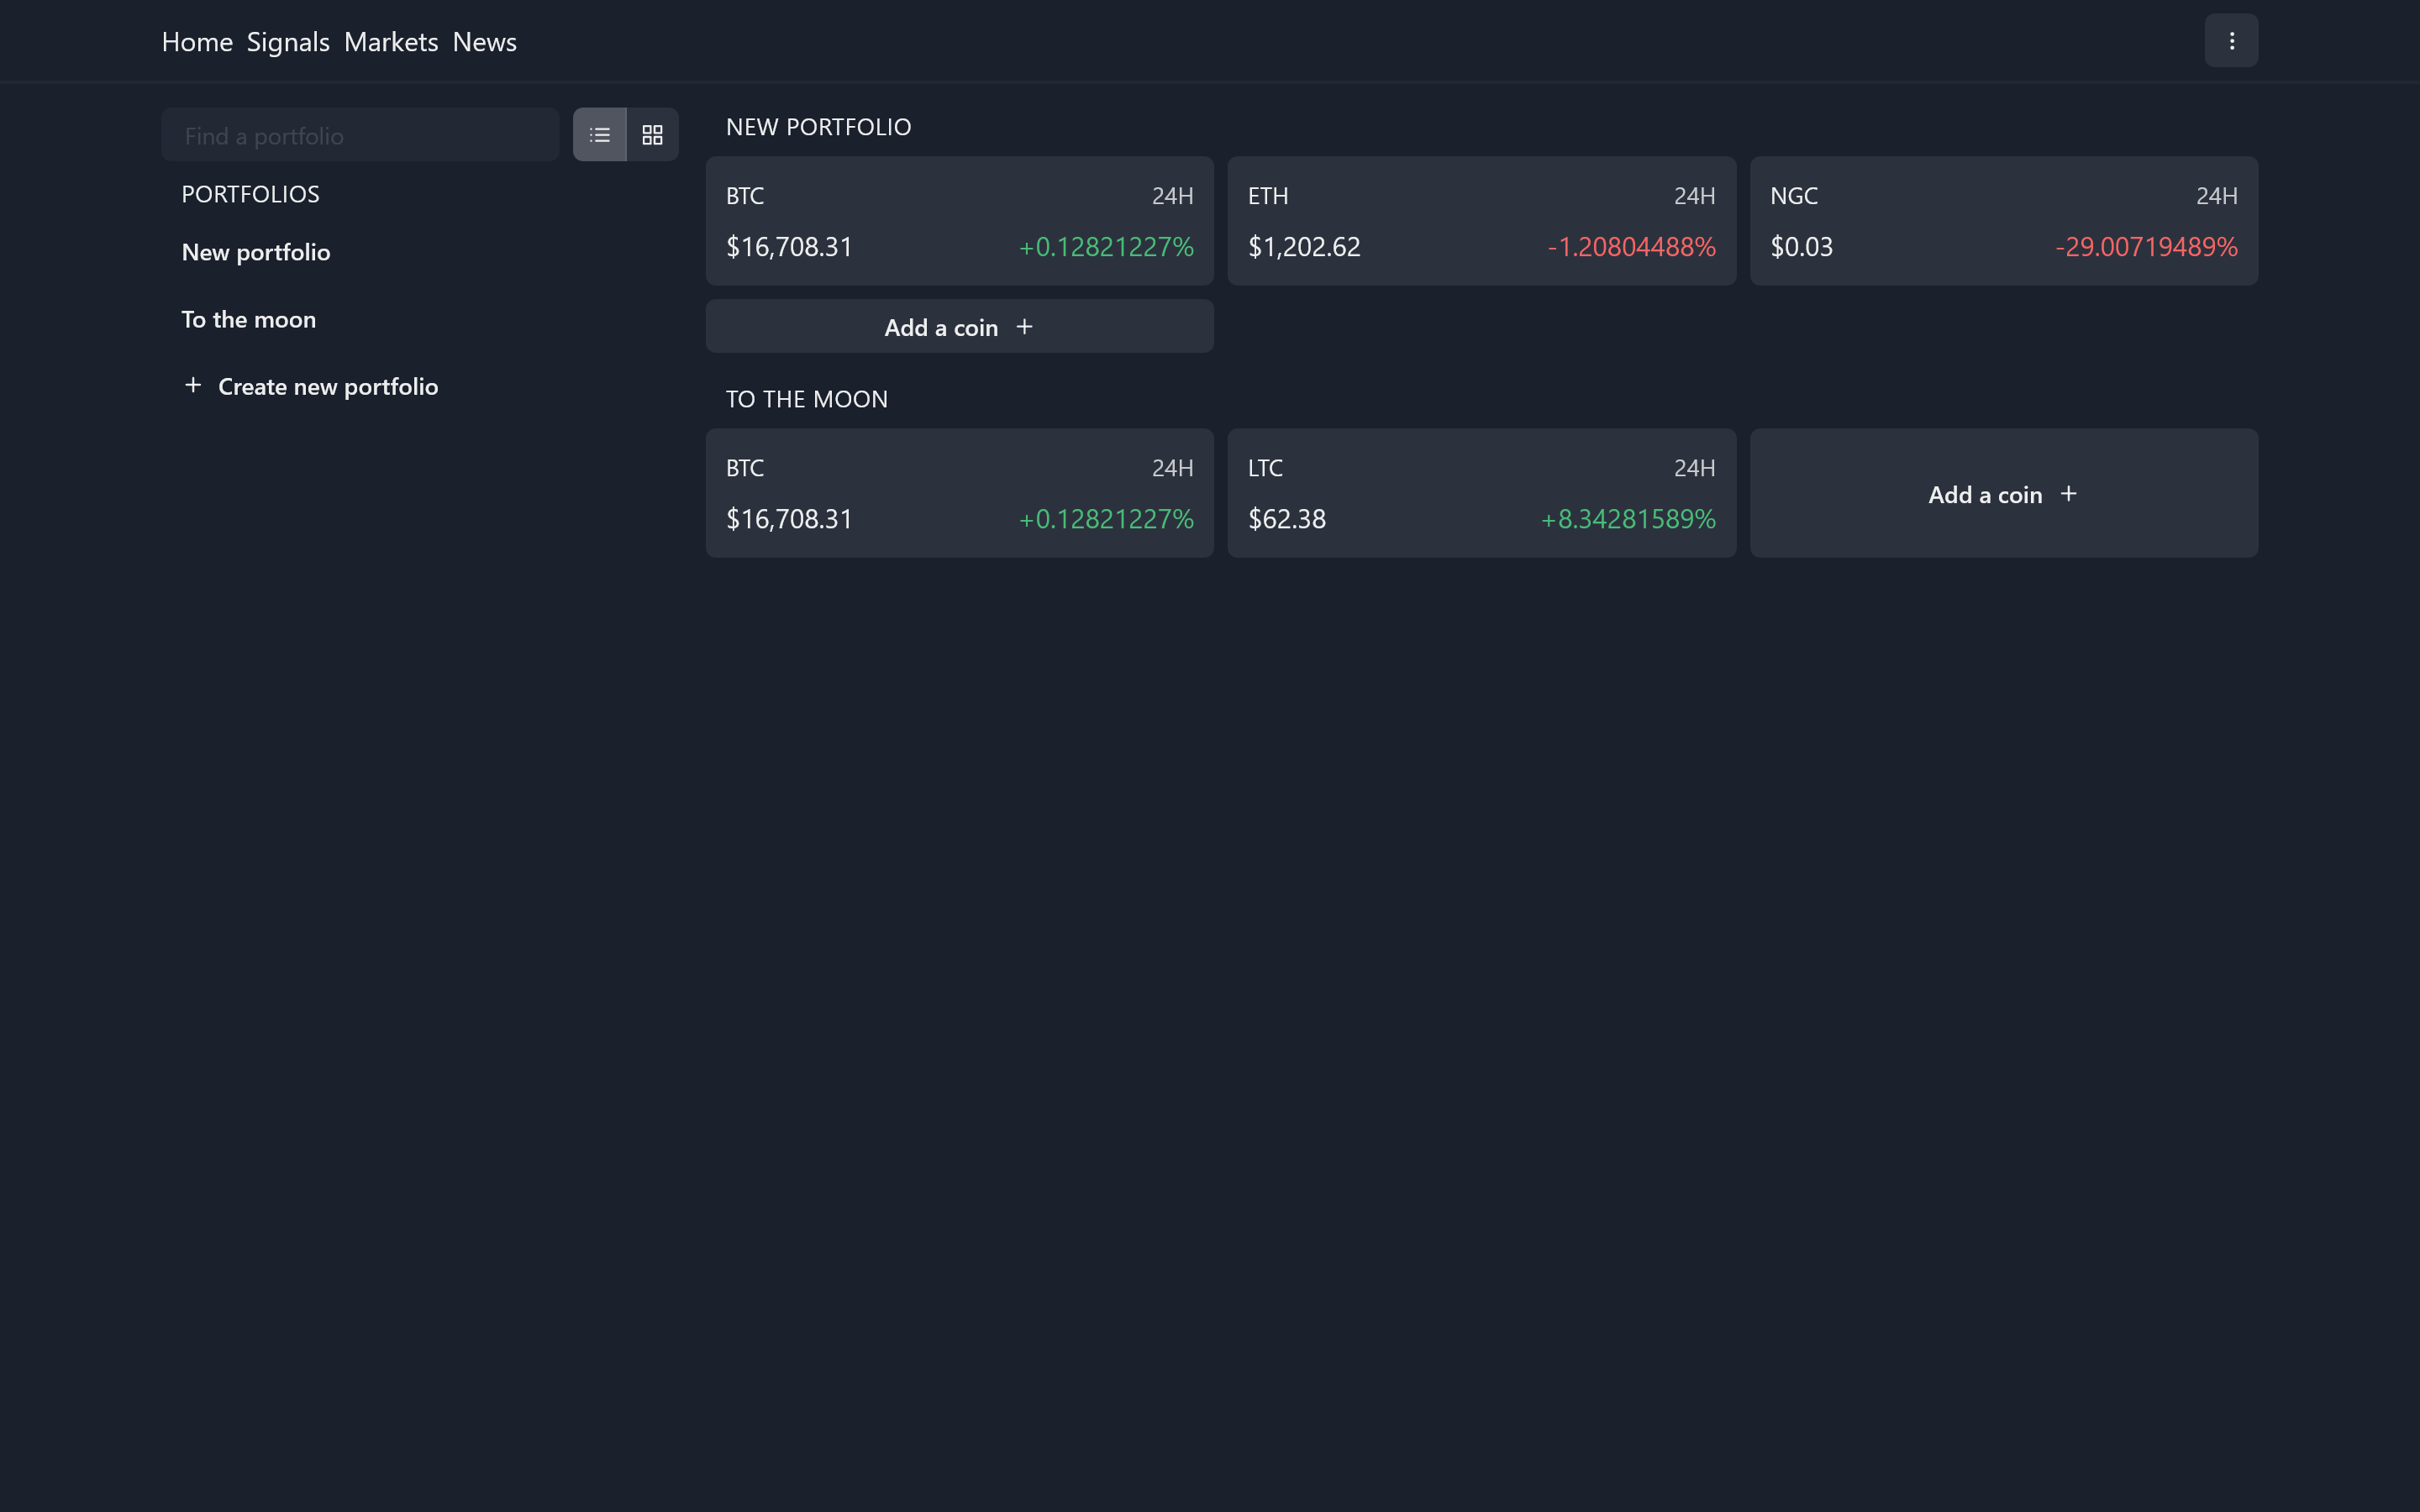 Home Signals Markets News
Find a portfolio
PORTFOLIOS
New portfolio
To the moon
Create new portfolio
NEW PORTFOLIO
BTC 24H
$16,708.31 +0.12821227%
ETH 24H
$1,202.62 -1.20804488%
NGC 24H
$0.03 -29.00719489%
Add a coin
TO THE MOON
BTC 24H
$16,708.31 +0.12821227%
LTC 24H
$62.38 +8.34281589%
Add a coin